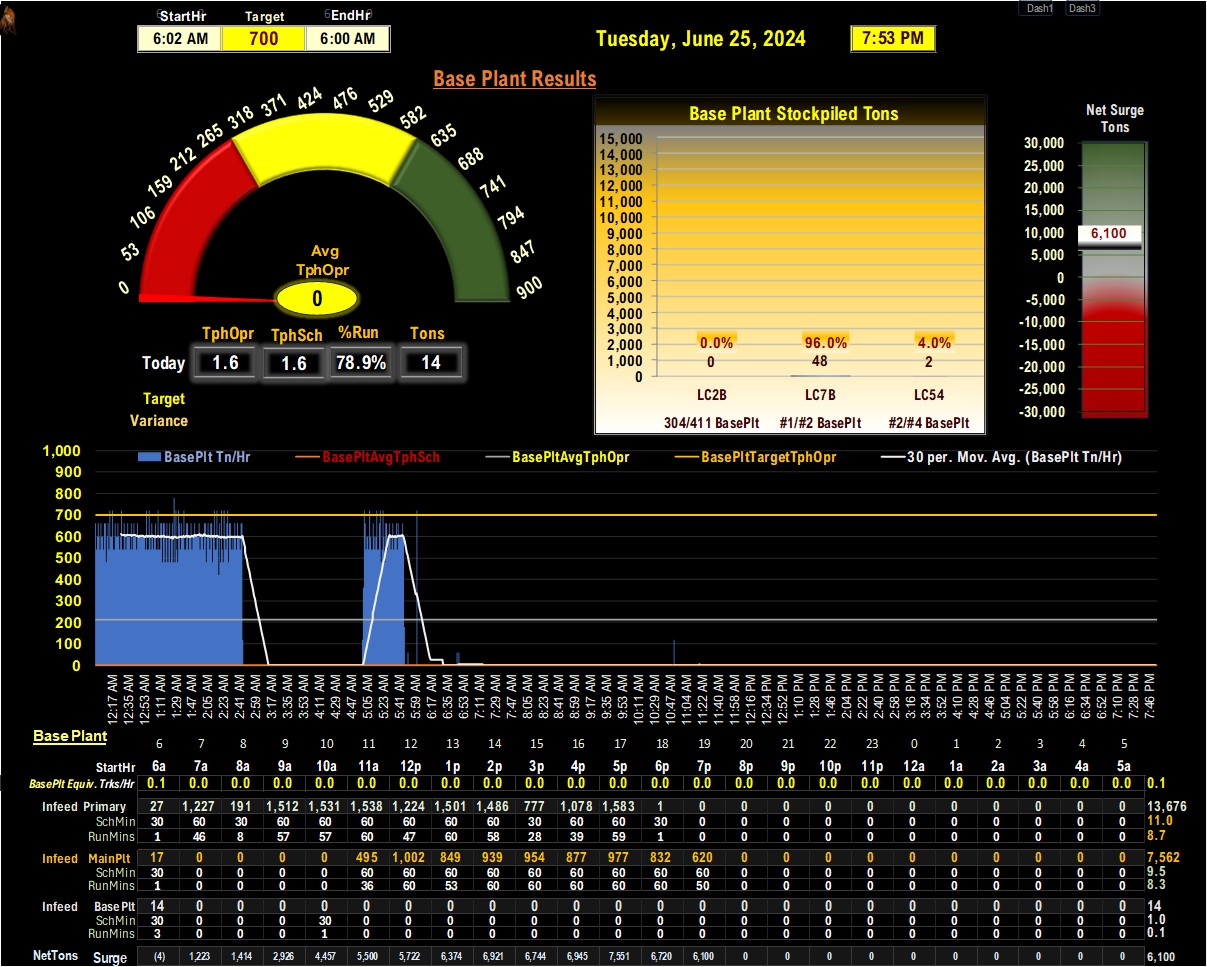 StartHr Target EndHr
6:02 AM 700 6:00 AM
Tuesday, June 25, 2024 7:53 PM
Dash1 Dash3
Base Plant Results
0 53 106 159 212 265 318 371 424 476 529 582 635 688 741 794 847 900
Avg
TphOpr
0
TphOpr TphSch %Run Tons
Today 1.6 1.6 78.9% 14
Target
Variance
Base Plant Stockpiled Tons
15,000
14,000
13,000
12,000
11,000
10,000
9,000
8,000
7,000
6,000
5,000
4,000
3,000
2,000
1,000
0
0.0% 96.0% 4.0%
0 48 2
LC2B LC7B LC54
304/411 BasePlt #1/#2 BasePlt #2/#4 BasePlt
Net Surge
Tons
30,000
25,000
20,000
15,000
10,000
5,000
0
-5,000
-10,000
-15,000
-20,000
-25,000
-30,000
6,100
BasePlt Tn/Hr BasePltAvgTphSch BasePltAvgTphOpr BasePltTargetTphOpr 30 per. Mov. Avg. (BasePlt Tn/Hr)
1,000
900
800
700
600
500
400
300
200
100
0
12:17 AM 12:35 AM 12:53 AM 1:11 AM 1:29 AM 1:47 AM 2:05 AM 2:23 AM 2:41 AM 2:59 AM 3:17 AM 3:35 AM 3:53 AM 4:11 AM 4:29 AM 4:47 AM 5:05 AM 5:23 AM 5:41 AM 5:59 AM 6:17 AM 6:35 AM 6:53 AM 7:11 AM 7:29 AM 7:47 AM 8:05 AM 8:23 AM 8:41 AM 8:59 AM 9:17 AM 9:35 AM 9:53 AM 10:11 AM 10:29 AM 10:47 AM 11:04 AM 11:22 AM 11:40 AM 11:58 AM 12:16 PM 12:34 PM 12:52 PM 1:10 PM 1:28 PM 1:46 PM 2:04 PM 2:22 PM 2:40 PM 2:58 PM 3:16 PM 3:34 PM 3:52 PM 4:10 PM 4:28 PM 4:46 PM 5:04 PM 5:22 PM 5:40 PM 5:58 PM 6:16 PM 6:34 PM 6:52 PM 7:10 PM 7:28 PM 7:46 PM
Base Plant
6 7 8 9 10 11 12 13 14 15 16 17 18 19 20 21 22 23 0 1 2 3 4 5
StartHr 6a 7a 8a 9a 10a 11a 12p 1p 2p 3p 4p 5p 6p 7p 8p 9p 10p 11p 12a 1a 2a 3a 4a 5a
BasePlt Equiv. Trks/Hr 0.1 0.0 0.0 0.0 0.0 0.0 0.0 0.0 0.0 0.0 0.0 0.0 0.0 0.0 0.0 0.0 0.0 0.0 0.0 0.0 0.0 0.0 0.0 0.0 0.1
Infeed Primary 27 1,227 191 1,512 1,531 1,538 1,224 1,501 1,486 777 1,078 1,583 1 0 0 0 0 0 0 0 0 0 0 0 13,676
SchMin 30 60 30 60 60 60 60 60 60 30 60 60 30 0 0 0 0 0 0 0 0 0 0 0 11.0
RunMins 1 46 8 57 57 60 47 60 58 28 39 59 1 0 0 0 0 0 0 0 0 0 0 0 8.7
Infeed MainPlt 17 0 0 0 0 495 1,002 849 939 954 877 977 832 620 0 0 0 0 0 0 0 0 0 0 7,562
SchMin 30 0 0 0 0 60 60 60 60 60 60 60 60 60 0 0 0 0 0 0 0 0 0 0 9.5
RunMins 1 0 0 0 0 36 60 53 60 60 60 60 60 50 0 0 0 0 0 0 0 0 0 0 8.3
Infeed Base Plt 14 0 0 0 0 0 0 0 0 0 0 0 0 0 0 0 0 0 0 0 0 0 0 0 14
SchMin 30 0 0 0 30 0 0 0 0 0 0 0 0 0 0 0 0 0 0 0 0 0 0 0 1.0
RunMins 3 0 0 0 1 0 0 0 0 0 0 0 0 0 0 0 0 0 0 0 0 0 0 0 0.1
NetTons Surge (4) 1,223 1,414 2,926 4,457 5,500 5,722 6,374 6,921 6,744 6,945 7,551 6,720 6,100 0 0 0 0 0 0 0 0 0 0 6,100